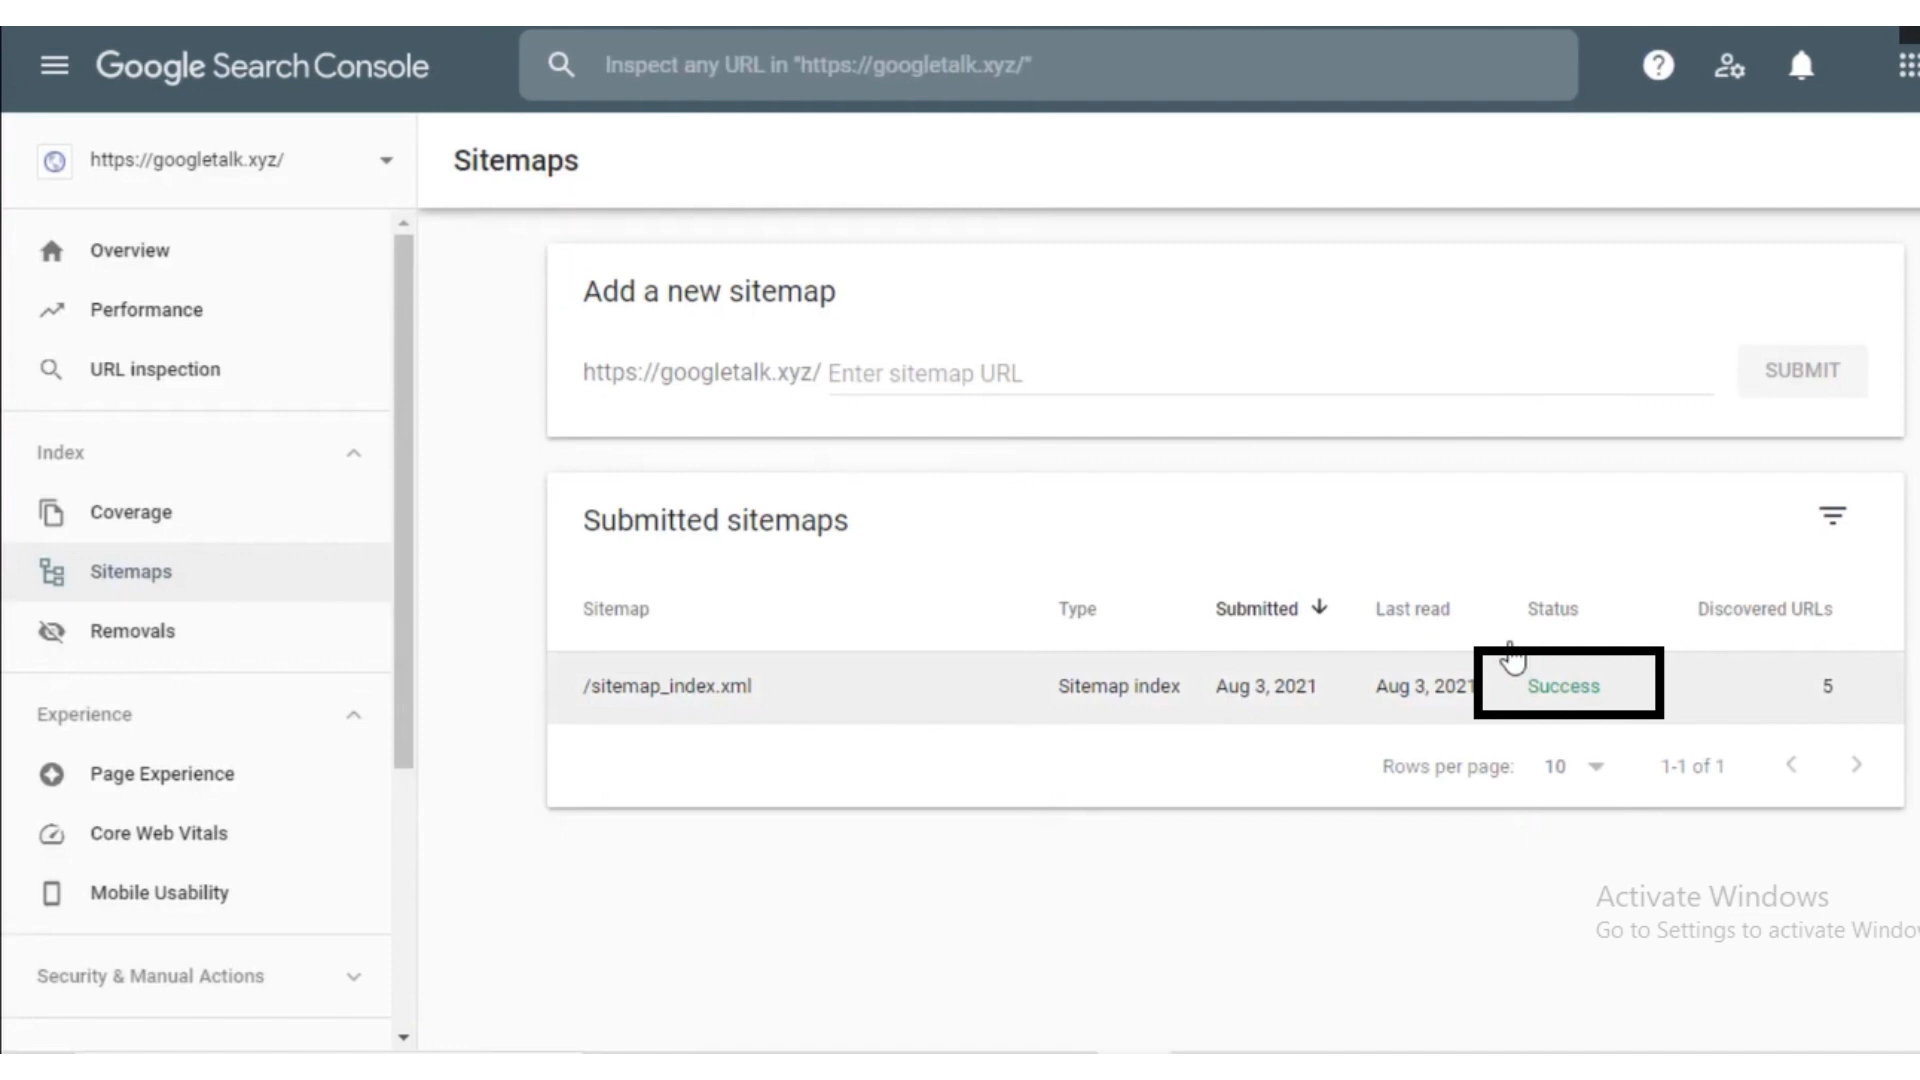 Google Search Console
Inspect any URL in "https://googletalk.xyz/"
https://googletalk.xyz/
Sitemaps
Overview
Performance
URL inspection
Index
Coverage
Sitemaps
Removals
Experience
Page Experience
Core Web Vitals
Mobile Usability
Security & Manual Actions
Add a new sitemap
https://googletalk.xyz/ Enter sitemap URL
SUBMIT
Submitted sitemaps
Sitemap Type Submitted Last read Status Discovered URLs
/sitemap_index.xml Sitemap index Aug 3, 2021 Aug 3, 2021 Success 5
Rows per page: 10 1-1 of 1
Activate Windows
Go to Settings to activate Windo